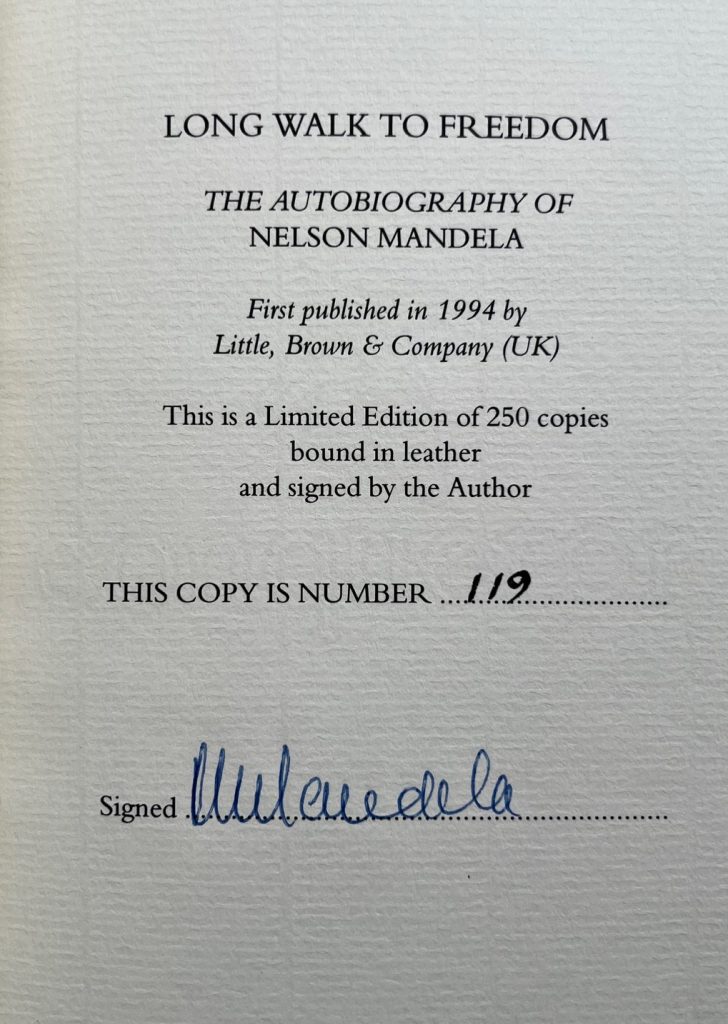 LONG WALK TO FREEDOM
THE AUTOBIOGRAPHY OF
NELSON MANDELA
First published in 1994 by
Little, Brown & Company (UK)
This is a Limited Edition of 250 copies
bound in leather
and signed by the Author
THIS COPY IS NUMBER ....119..............................
Signed NMandela